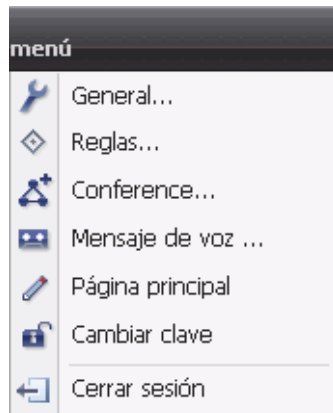 menú
General...
Reglas...
Conference...
Mensaje de voz ...
Página principal
Cambiar clave
Cerrar sesión